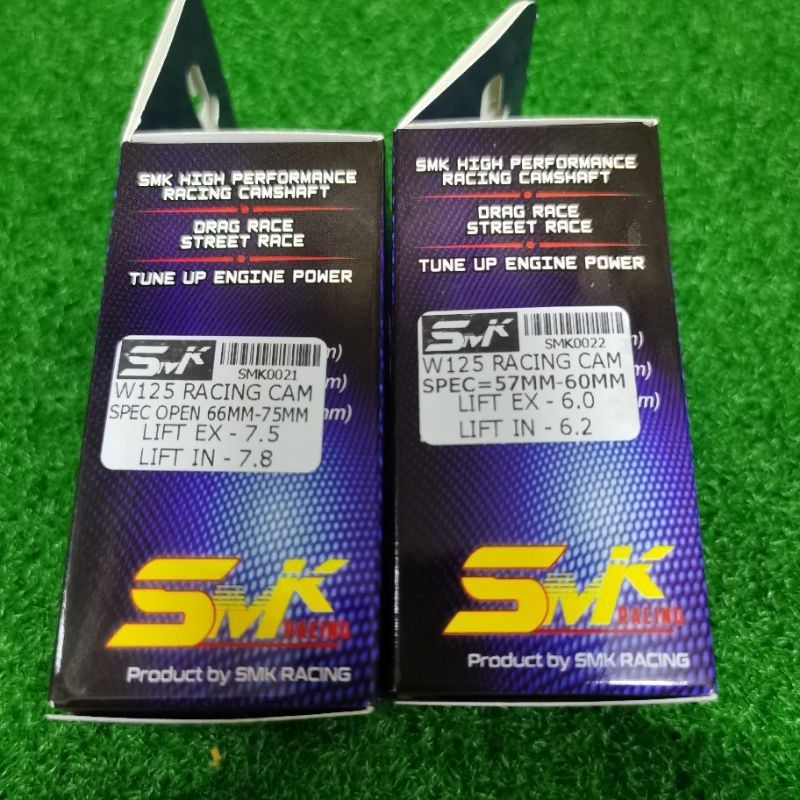 SMK HIGH PERFORMANCE
RACING CAMSHAFT
DRAG RACE
STREET RACE
TUNE UP ENGINE POWER
SMK
SMK0021
W125 RACING CAM
SPEC OPEN 66MM-75MM
LIFT EX - 7.5
LIFT IN - 7.8
m)
m)
m)
SMK
RACING
Product by SMK RACING
SMK HIGH PERFORMANCE
RACING CAMSHAFT
DRAG RACE
STREET RACE
TUNE UP ENGINE POWER
SMK
SMK0022
W125 RACING CAM
SPEC=57MM-60MM
LIFT EX - 6.0
LIFT IN - 6.2
m)
m)
SMK
RACING
Product by SMK RACING